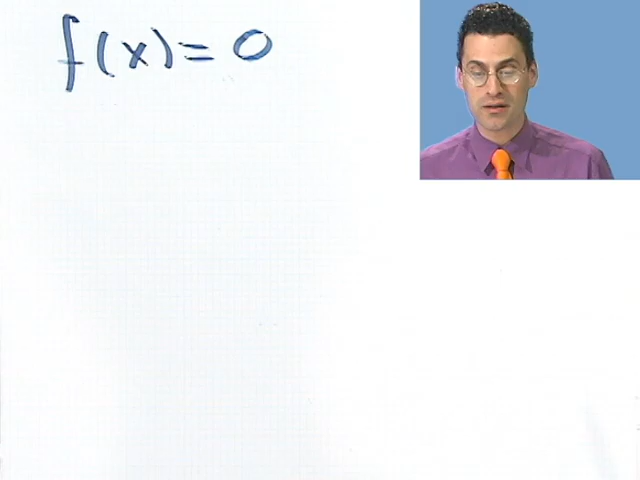 f(x) = 0